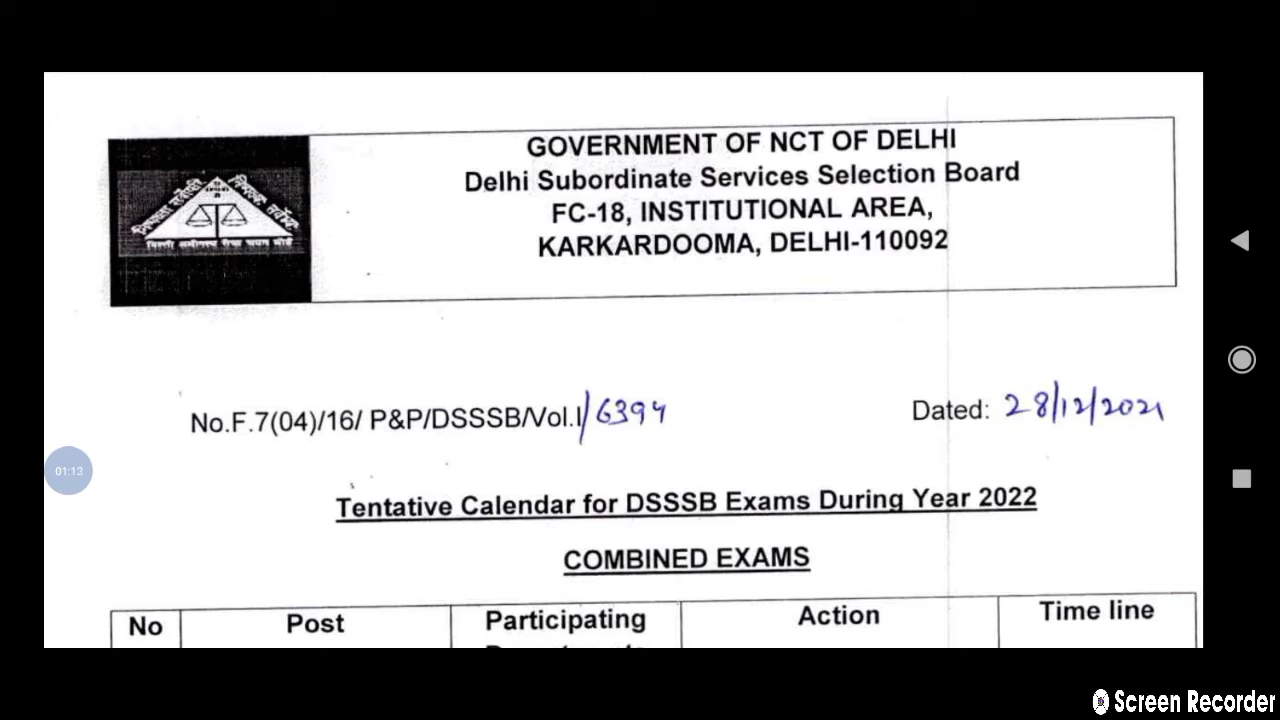 GOVERNMENT OF NCT OF DELHI
Delhi Subordinate Services Selection Board
FC-18, INSTITUTIONAL AREA,
KARKARDOOMA, DELHI-110092
No.F.7(04)/16/ P&P/DSSSB/Vol.I/6394
Dated: 28/12/2021
01:13
Tentative Calendar for DSSSB Exams During Year 2022
COMBINED EXAMS
No Post Participating Action Time line
Screen Recorder